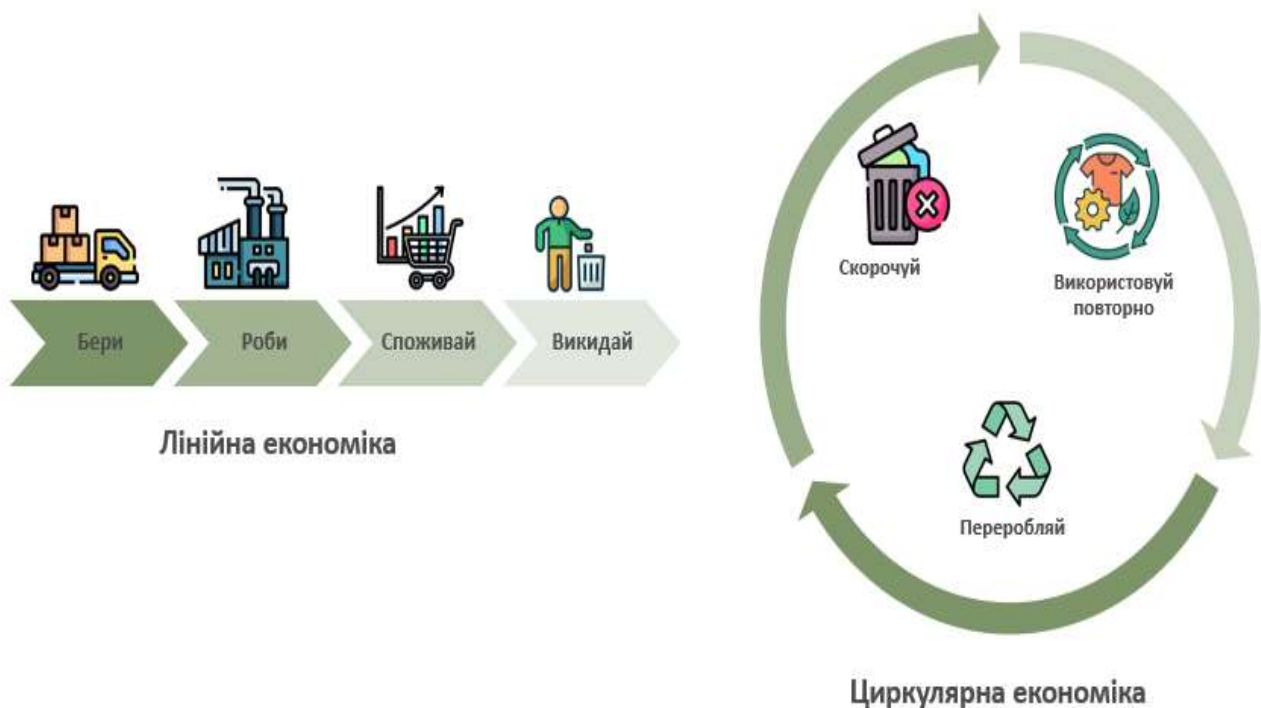 Бери
Роби
Споживай
Викидай
Лінійна економіка
Скорочуй
Використовуй
повторно
Переробляй
Циркулярна економіка